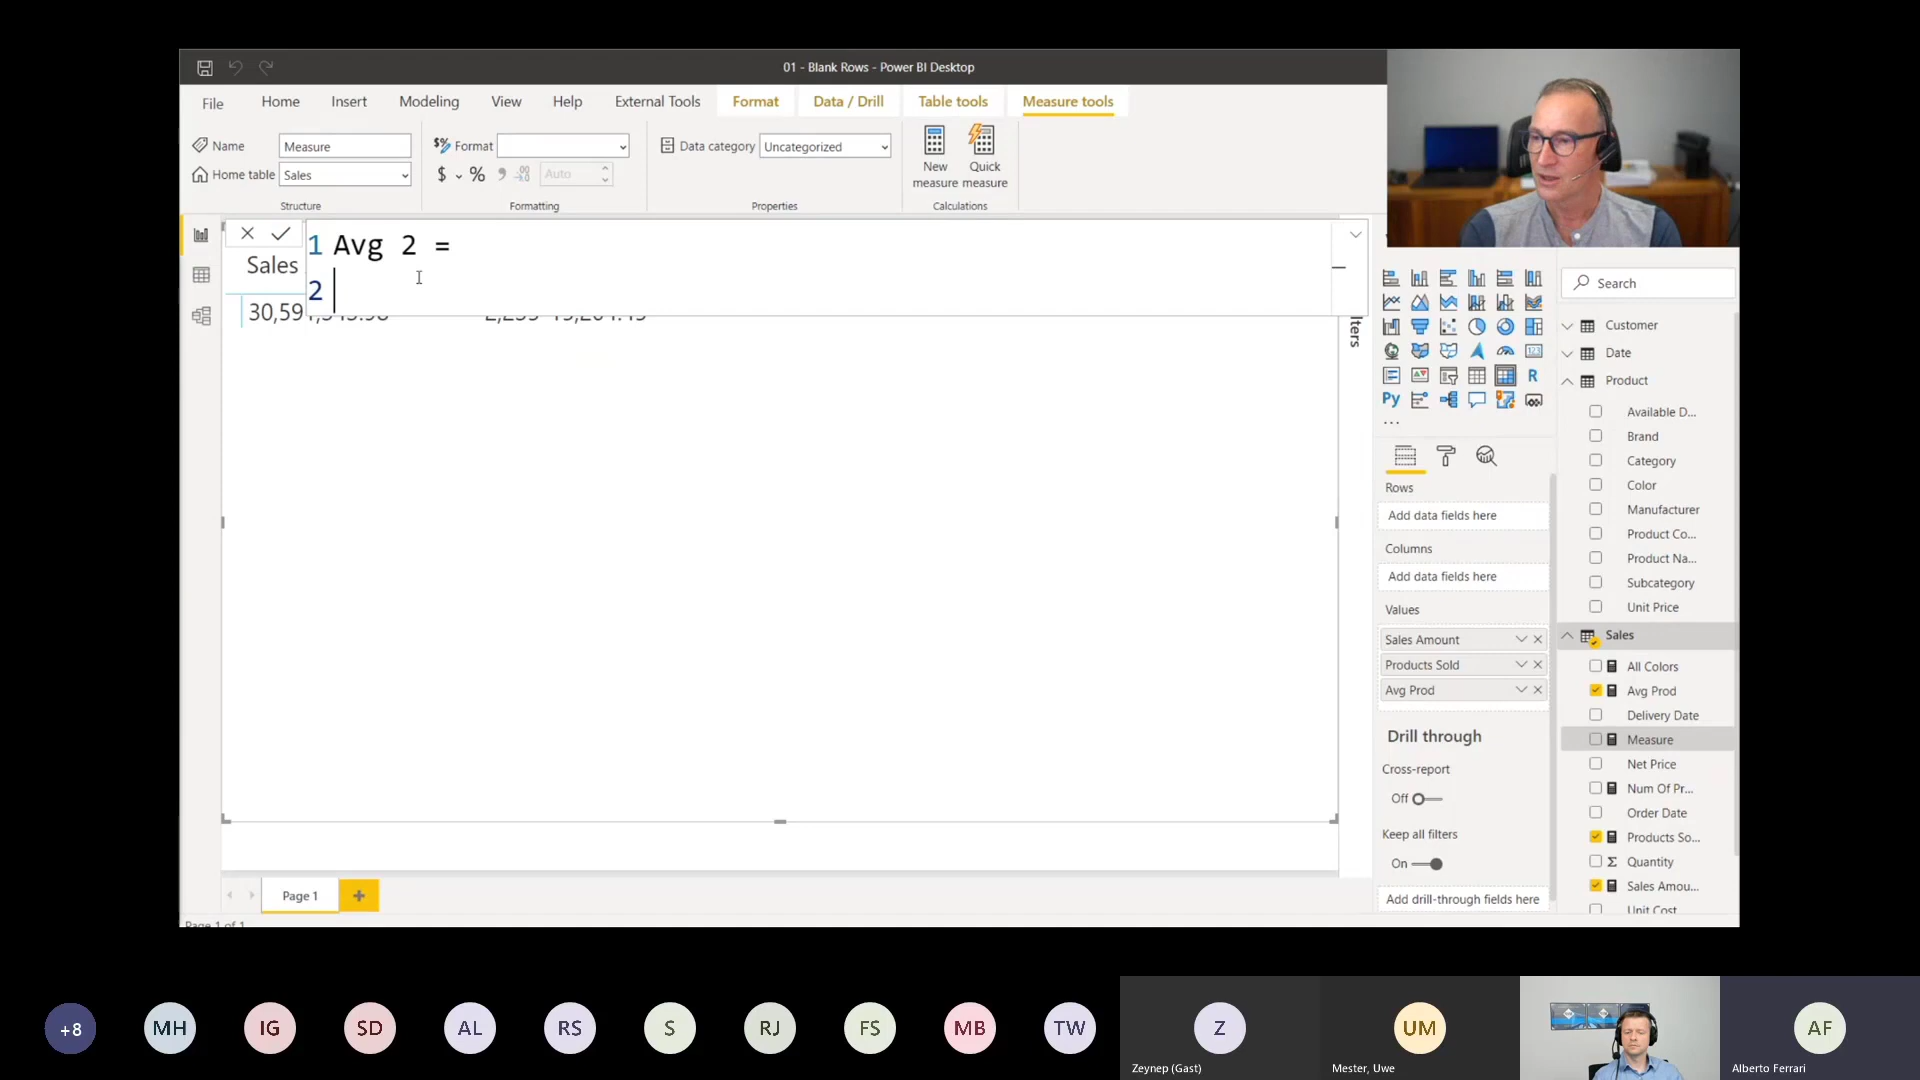 01 - Blank Rows - Power BI Desktop
File Home Insert Modeling View Help External Tools Format Data / Drill Table tools Measure tools
Name Measure
Home table Sales
Structure
Format
$ % Auto
Formatting
Data category Uncategorized
Properties
New measure
Quick measure
Calculations
1 Avg 2 =
2
Sales
Search
Customer
Date
Product
Available D...
Brand
Category
Color
Manufacturer
Product Co...
Product Na...
Subcategory
Unit Price
Sales
All Colors
Avg Prod
Delivery Date
Measure
Net Price
Num Of Pr...
Order Date
Products So...
Quantity
Sales Amou...
Unit Cost
R
Py
...
Rows
Add data fields here
Columns
Add data fields here
Values
Sales Amount
Products Sold
Avg Prod
Drill through
Cross-report
Off
Keep all filters
On
Add drill-through fields here
Page 1
Page 1 of 1
+8 MH IG SD AL RS S RJ FS MB TW Z UM AF
Zeynep (Gast) Mester, Uwe Alberto Ferrari